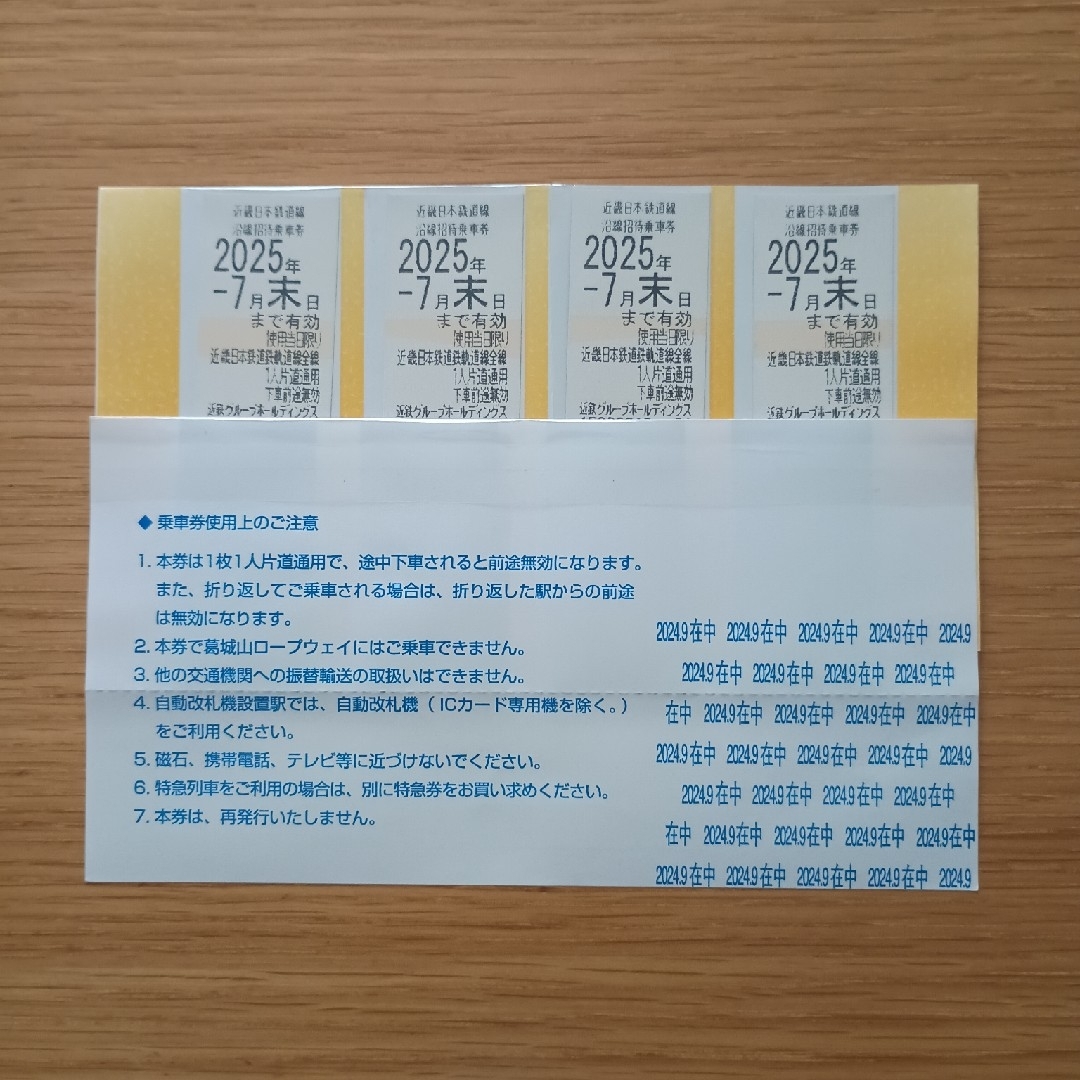 近畿日本鉄道線
沿線招待乗車券
2025年
-7月末日
まで有効
使用当日限り
近畿日本鉄道鉄軌道線全線
1人片道通用
下車前途無効
近鉄グループホールディングス
近畿日本鉄道線
沿線招待乗車券
2025年
-7月末日
まで有効
使用当日限り
近畿日本鉄道鉄軌道線全線
1人片道通用
下車前途無効
近鉄グループホールディングス
近畿日本鉄道線
沿線招待乗車券
2025年
-7月末日
まで有効
使用当日限り
近畿日本鉄道鉄軌道線全線
1人片道通用
下車前途無効
近鉄グループホールディングス
近畿日本鉄道線
沿線招待乗車券
2025年
-7月末日
まで有効
使用当日限り
近畿日本鉄道鉄軌道線全線
1人片道通用
下車前途無効
近鉄グループホールディングス
◆乗車券使用上のご注意
1. 本券は1枚1人片道通用で、途中下車されると前途無効になります。
また、折り返してご乗車される場合は、折り返した駅からの前途
は無効になります。
2. 本券で葛城山ロープウェイにはご乗車できません。
3. 他の交通機関への振替輸送の取扱いはできません。
4. 自動改札機設置駅では、自動改札機(ICカード専用機を除く。)
をご利用ください。
5. 磁石、携帯電話、テレビ等に近づけないでください。
6. 特急列車をご利用の場合は、別に特急券をお買い求めください。
7. 本券は、再発行いたしません。
2024.9在中 2024.9在中 2024.9在中 2024.9在中 2024.9
2024.9在中 2024.9在中 2024.9在中 2024.9在中
在中 2024.9在中 2024.9在中 2024.9在中 2024.9在中
2024.9在中 2024.9在中 2024.9在中 2024.9在中 2024.9
2024.9在中 2024.9在中 2024.9在中 2024.9在中
在中 2024.9在中 2024.9在中 2024.9在中 2024.9在中
2024.9在中 2024.9在中 2024.9在中 2024.9在中 2024.9